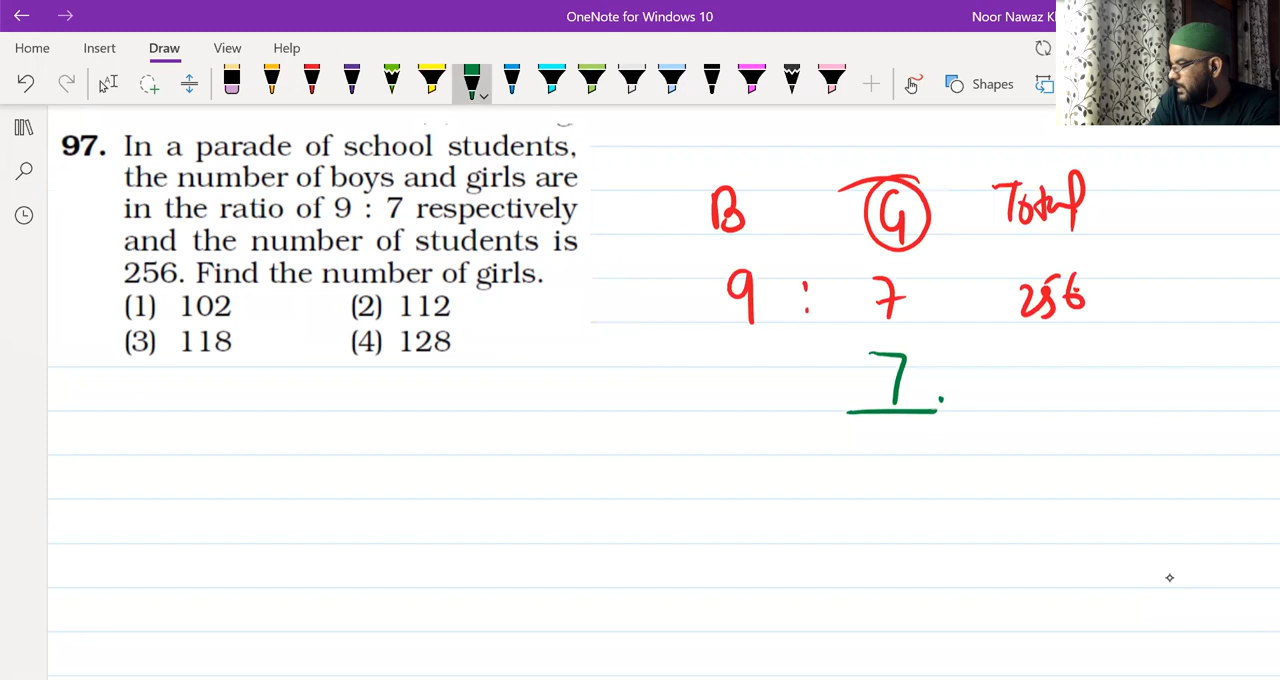 OneNote for Windows 10
Noor Nawaz
Home Insert Draw View Help
Shapes
97. In a parade of school students,
the number of boys and girls are
in the ratio of 9 : 7 respectively
and the number of students is
256. Find the number of girls.
(1) 102 (2) 112
(3) 118 (4) 128
B G Total
9 : 7 256
7.